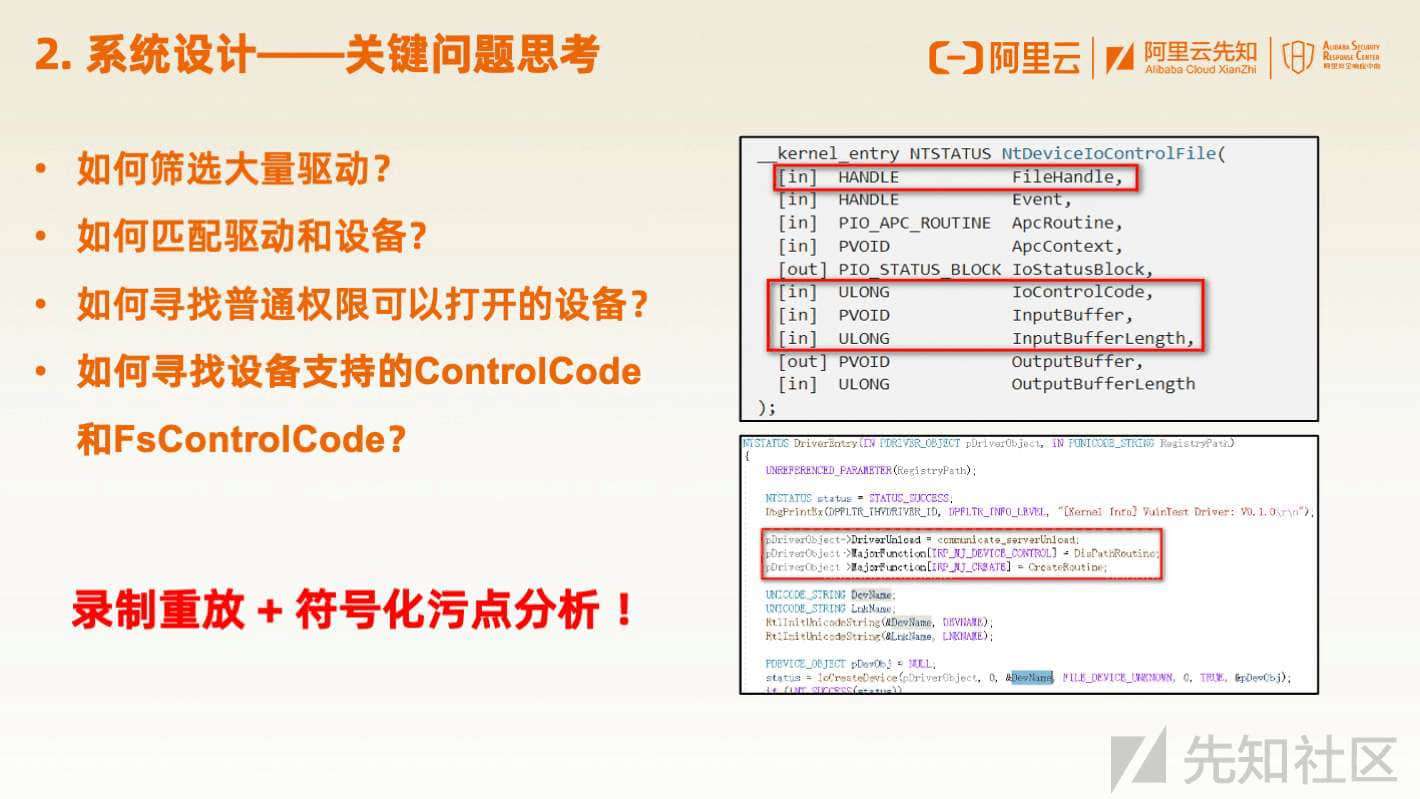 2. 系统设计——关键问题思考
阿里云
阿里云先知
Alibaba Cloud XianZhi
ALIBABA SECURITY
RESPONSE CENTER
阿里安全响应中心
• 如何筛选大量驱动？
• 如何匹配驱动和设备？
• 如何寻找普通权限可以打开的设备？
• 如何寻找设备支持的ControlCode
和FsControlCode？
录制重放 + 符号化污点分析！
__kernel_entry NTSTATUS NtDeviceIoControlFile(
[in] HANDLE FileHandle,
[in] HANDLE Event,
[in] PIO_APC_ROUTINE ApcRoutine,
[in] PVOID ApcContext,
[out] PIO_STATUS_BLOCK IoStatusBlock,
[in] ULONG IoControlCode,
[in] PVOID InputBuffer,
[in] ULONG InputBufferLength,
[out] PVOID OutputBuffer,
[in] ULONG OutputBufferLength
);
NTSTATUS DriverEntry(IN PDRIVER_OBJECT pDriverObject, IN PUNICODE_STRING RegistryPath)
{
UNREFERENCED_PARAMETER(RegistryPath);
NTSTATUS status = STATUS_SUCCESS;
DbgPrintEx(DPFLTR_IHVDRIVER_ID, DPFLTR_INFO_LEVEL, "[Kernel Info] VulnTest Driver: V0.1.0\r\n");
pDriverObject->DriverUnload = communicate_serverUnload;
pDriverObject->MajorFunction[IRP_MJ_DEVICE_CONTROL] = DisPathRoutine;
pDriverObject->MajorFunction[IRP_MJ_CREATE] = CreateRoutine;
UNICODE_STRING DevName;
UNICODE_STRING LnkName;
RtlInitUnicodeString(&DevName, DEVNAME);
RtlInitUnicodeString(&LnkName, LNKNAME);
PDEVICE_OBJECT pDevObj = NULL;
status = IoCreateDevice(pDriverObject, 0, &DevName, FILE_DEVICE_UNKNOWN, 0, TRUE, &pDevObj);
if (!NT_SUCCESS(status))
先知社区